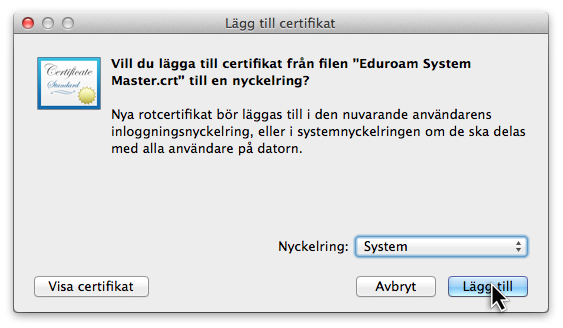 Lägg till certifikat
Certificate
Standard
Vill du lägga till certifikat från filen ”Eduroam System
Master.crt” till en nyckelring?
Nya rotcertifikat bör läggas till i den nuvarande användarens
inloggningsnyckelring, eller i systemnyckelringen om de ska delas
med alla användare på datorn.
Nyckelring: System
Visa certifikat Avbryt Lägg till